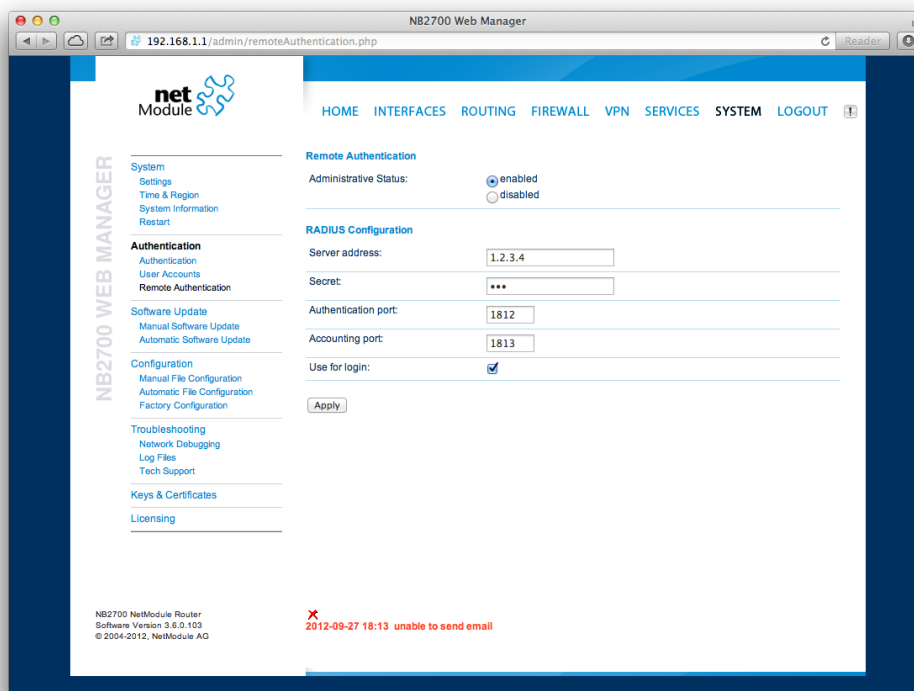 NB2700 Web Manager
192.168.1.1/admin/remoteAuthentication.php
Reader
net
Module
HOME INTERFACES ROUTING FIREWALL VPN SERVICES SYSTEM LOGOUT !
NB2700 WEB MANAGER
System
Settings
Time & Region
System Information
Restart
Authentication
Authentication
User Accounts
Remote Authentication
Software Update
Manual Software Update
Automatic Software Update
Configuration
Manual File Configuration
Automatic File Configuration
Factory Configuration
Troubleshooting
Network Debugging
Log Files
Tech Support
Keys & Certificates
Licensing
Remote Authentication
Administrative Status: enabled
disabled
RADIUS Configuration
Server address: 1.2.3.4
Secret: •••
Authentication port: 1812
Accounting port: 1813
Use for login:
Apply
NB2700 NetModule Router
Software Version 3.6.0.103
© 2004-2012, NetModule AG
2012-09-27 18:13 unable to send email